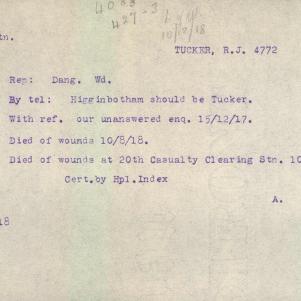 tn.
427-3
10/12/18
TUCKER, R.J. 4772
Rep: Dang. Wd.
By tel: Higginbotham should be Tucker.
With ref. our unanswered enq. 15/12/17.
Died of wounds 10/8/18.
Died of wounds at 20th Casualty Clearing Stn. 10
Cert.by Hpl.Index
A.
18